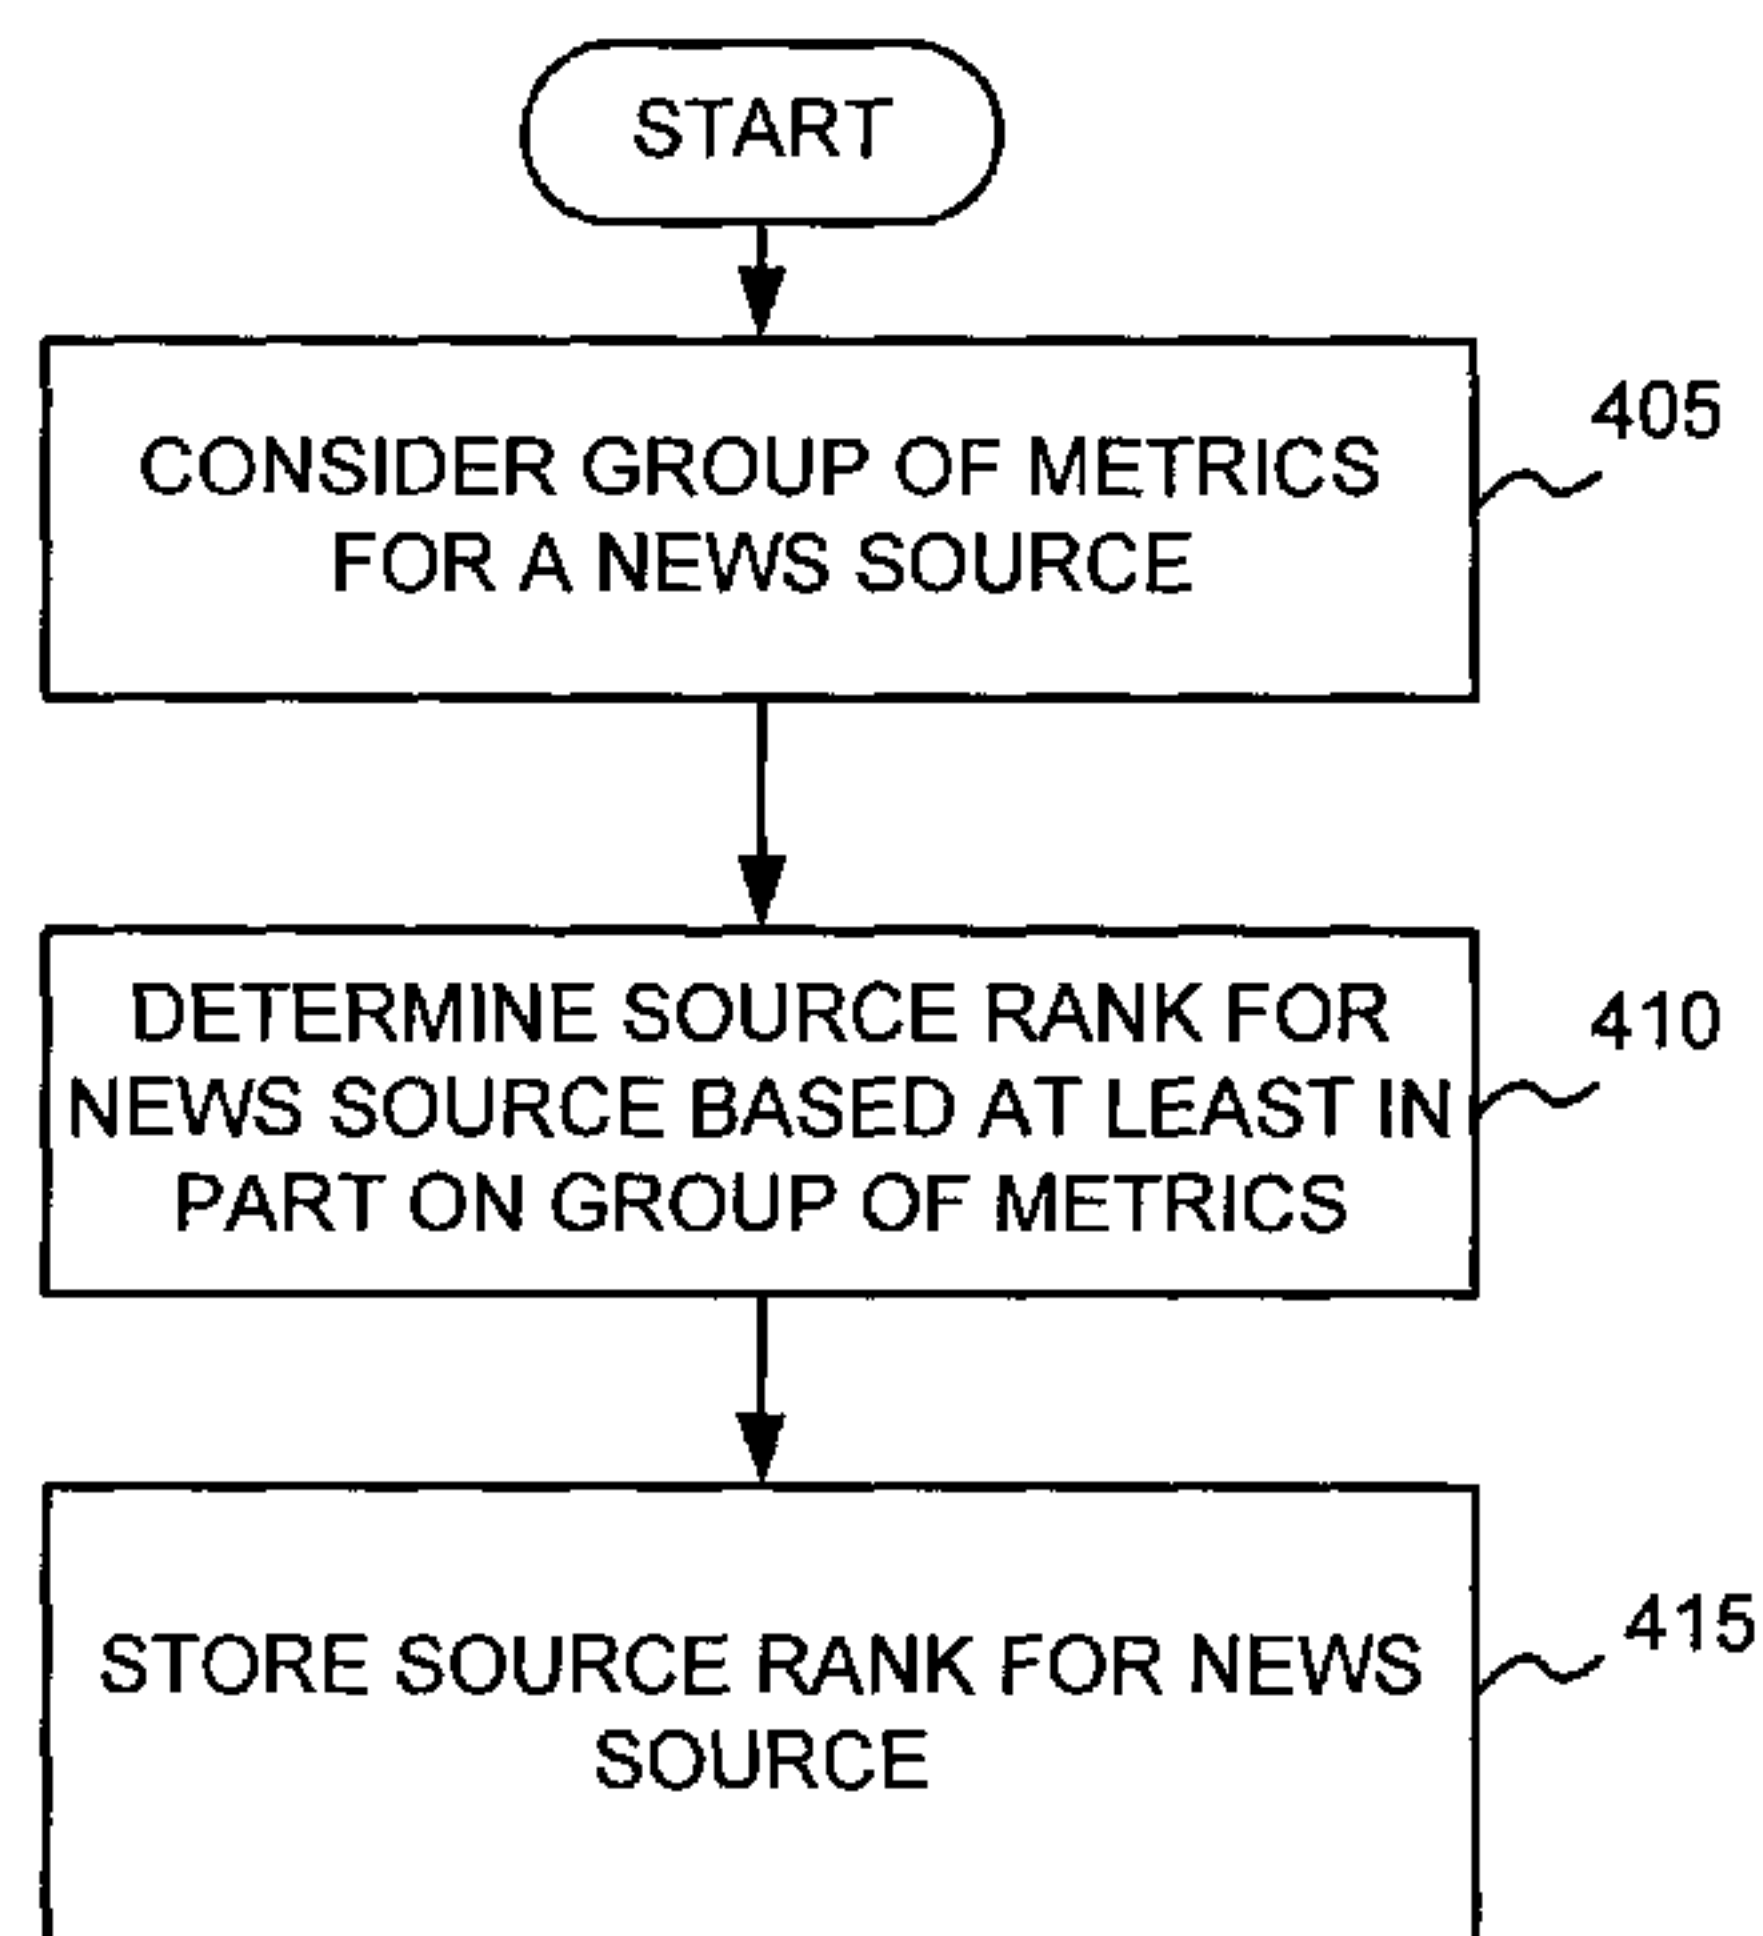 START
405
CONSIDER GROUP OF METRICS
FOR A NEWS SOURCE
410
DETERMINE SOURCE RANK FOR
NEWS SOURCE BASED AT LEAST IN
PART ON GROUP OF METRICS
415
STORE SOURCE RANK FOR NEWS
SOURCE